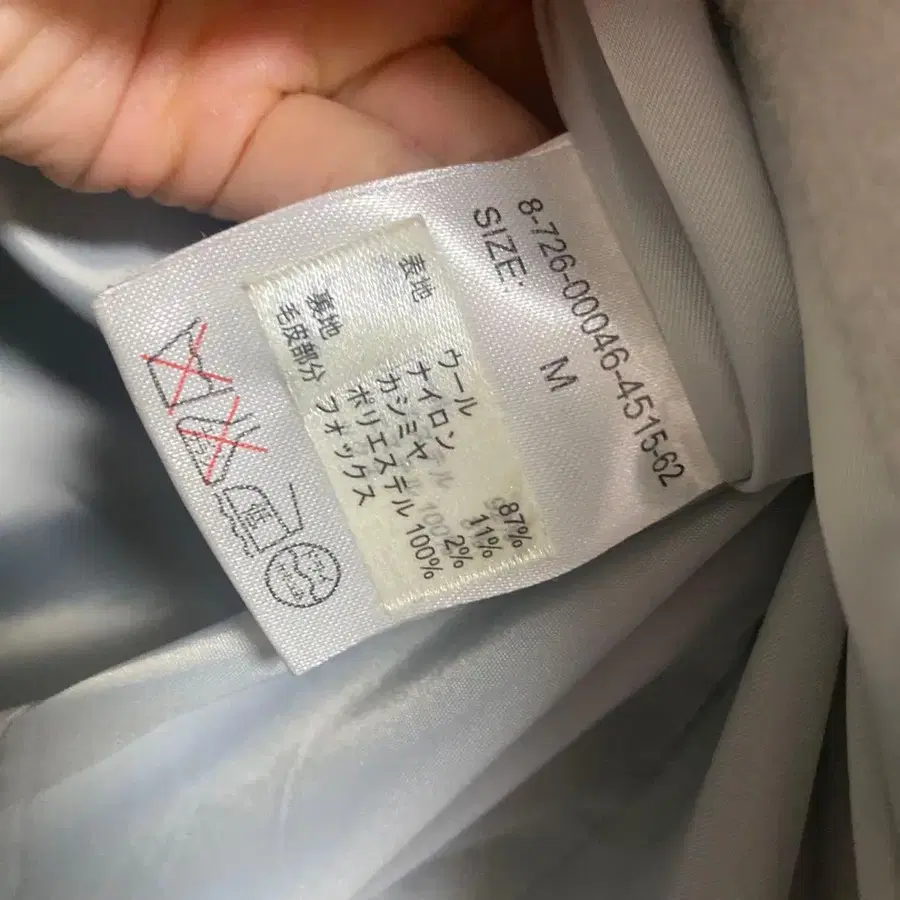 8-726-00046-4515-62
SIZE: M
表地 ウール 87%
ナイロン 11%
カシミヤ 2%
裏地 ポリエステル 100%
毛皮部分 フォックス